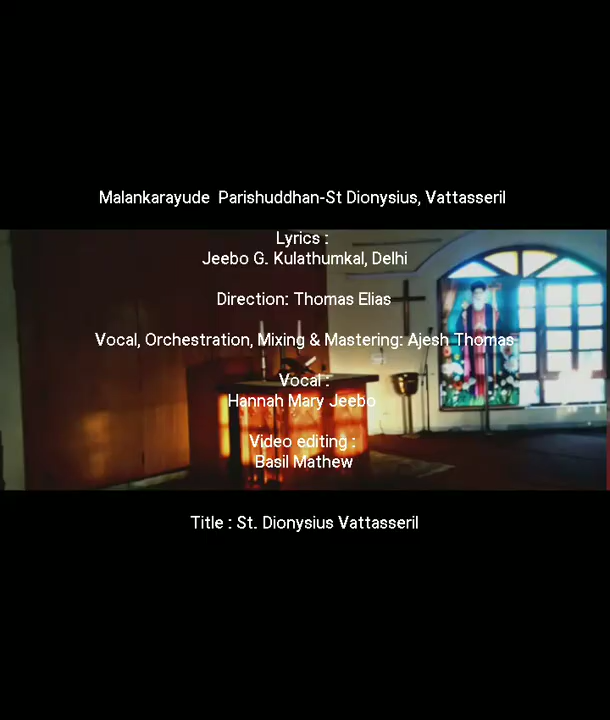 Malankarayude Parishuddhan-St Dionysius, Vattasseril
Lyrics :
Jeebo G. Kulathumkal, Delhi
Direction: Thomas Elias
Vocal, Orchestration, Mixing & Mastering: Ajesh Thomas
Vocal :
Hannah Mary Jeebo
Video editing :
Basil Mathew
Title : St. Dionysius Vattasseril